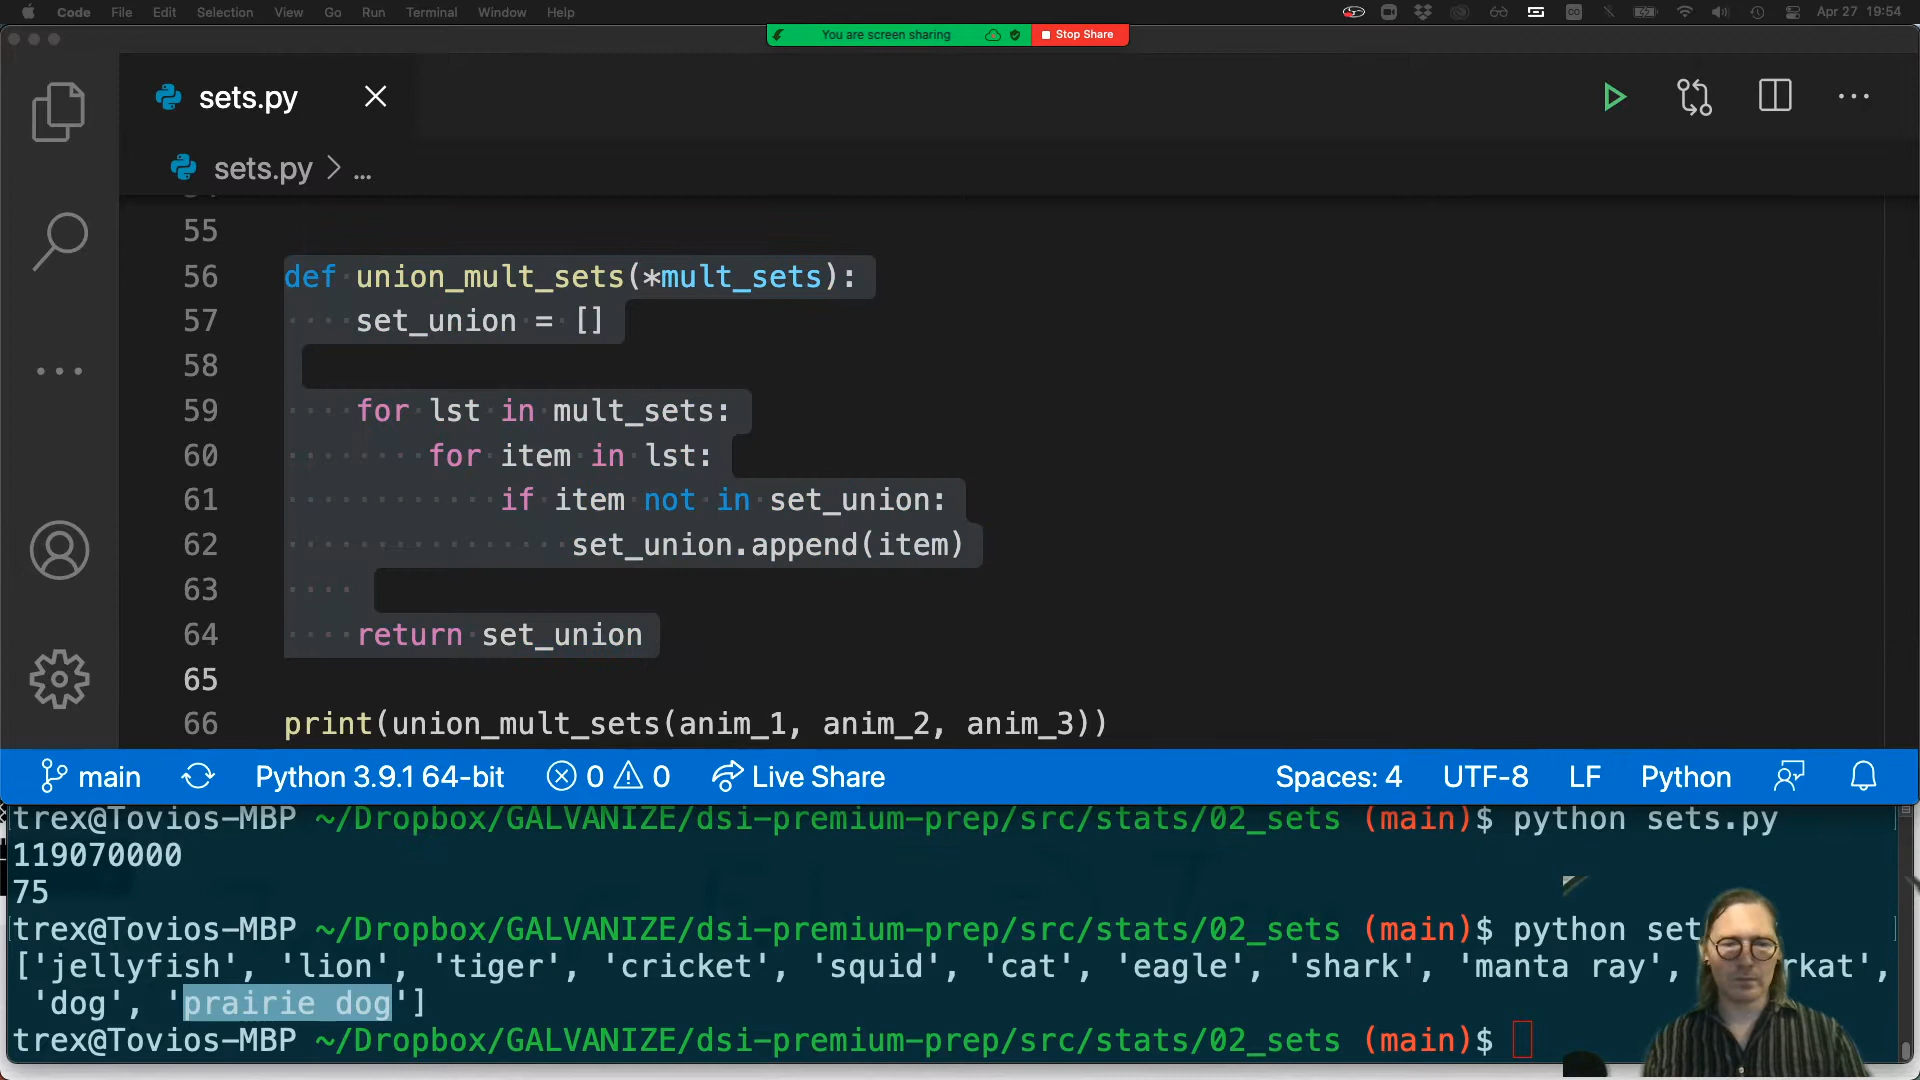 Code File Edit Selection View Go Run Terminal Window Help Apr 27 19:54
You are screen sharing Stop Share
sets.py
sets.py > ...
55
56 def union_mult_sets(*mult_sets):
57 set_union = []
58
59 for lst in mult_sets:
60 for item in lst:
61 if item not in set_union:
62 set_union.append(item)
63
64 return set_union
65
66 print(union_mult_sets(anim_1, anim_2, anim_3))
main Python 3.9.1 64-bit 0 0 Live Share Spaces: 4 UTF-8 LF Python
trex@Tovios-MBP ~/Dropbox/GALVANIZE/dsi-premium-prep/src/stats/02_sets (main)$ python sets.py
119070000
75
trex@Tovios-MBP ~/Dropbox/GALVANIZE/dsi-premium-prep/src/stats/02_sets (main)$ python set
['jellyfish', 'lion', 'tiger', 'cricket', 'squid', 'cat', 'eagle', 'shark', 'manta ray', rkat',
'dog', 'prairie dog']
trex@Tovios-MBP ~/Dropbox/GALVANIZE/dsi-premium-prep/src/stats/02_sets (main)$